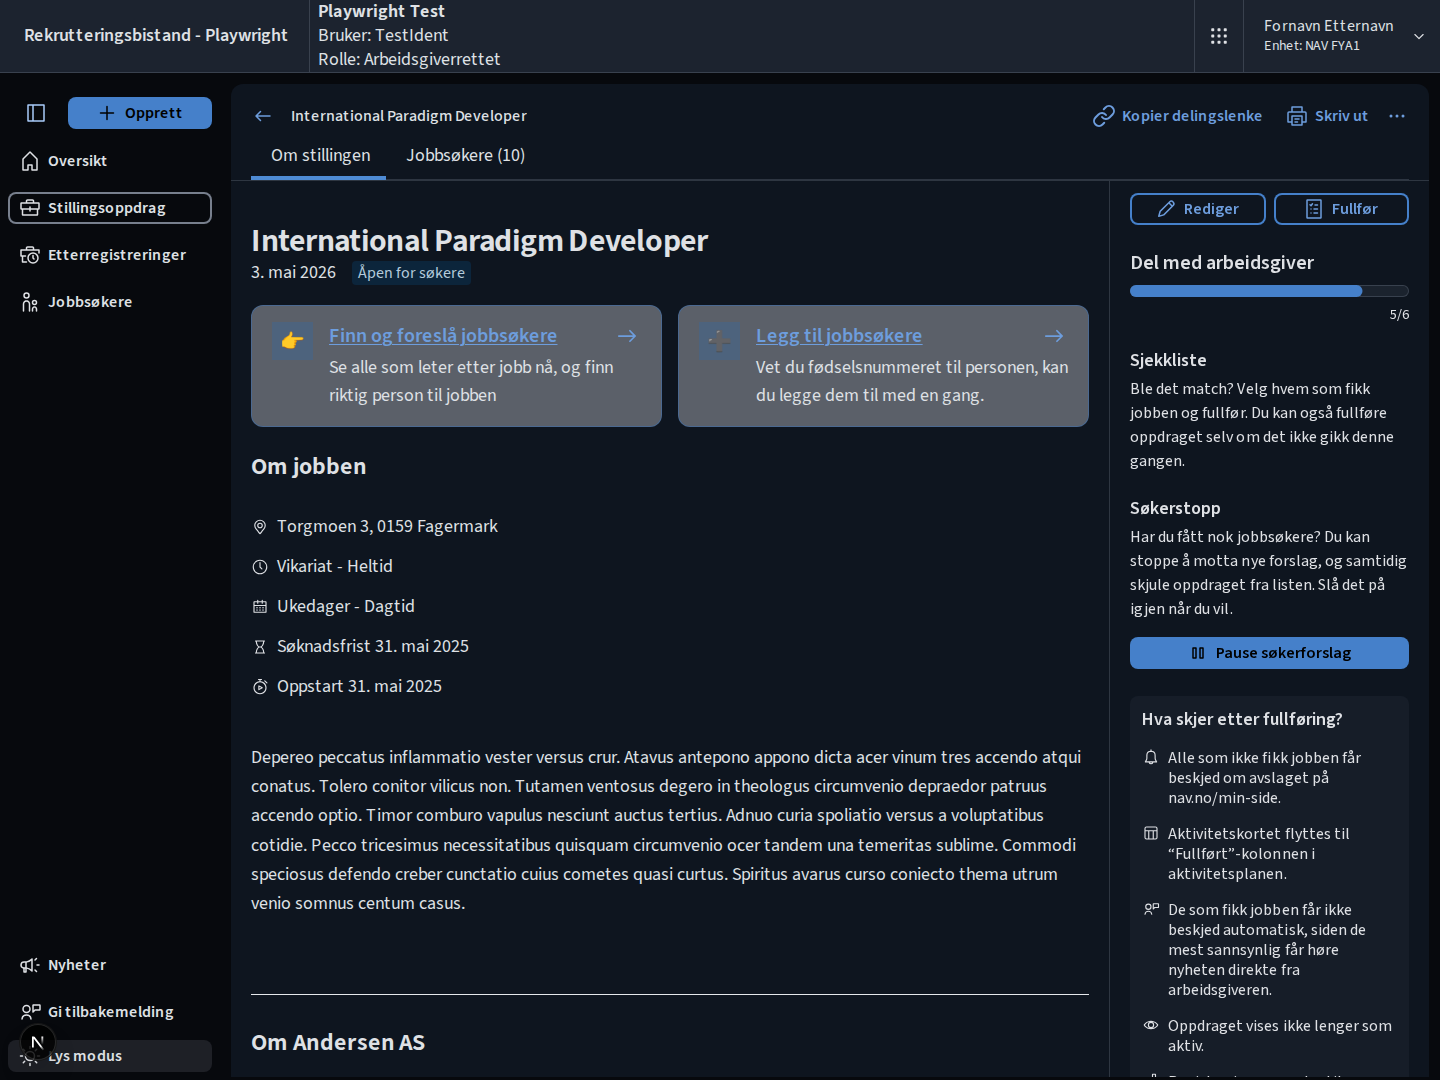 Rekrutteringsbistand - Playwright
Playwright Test
Bruker: TestIdent
Rolle: Arbeidsgiverrettet
Fornavn Etternavn
Enhet: NAV FYA1
Opprett
Oversikt
Stillingsoppdrag
Etterregistreringer
Jobbsøkere
Nyheter
Gi tilbakemelding
Lys modus
N
International Paradigm Developer
Kopier delingslenke
Skriv ut
Om stillingen
Jobbsøkere (10)
International Paradigm Developer
3. mai 2026
Åpen for søkere
Finn og foreslå jobbsøkere
Se alle som leter etter jobb nå, og finn
riktig person til jobben
Legg til jobbsøkere
Vet du fødselsnummeret til personen, kan
du legge dem til med en gang.
Om jobben
Torgmoen 3, 0159 Fagermark
Vikariat - Heltid
Ukedager - Dagtid
Søknadsfrist 31. mai 2025
Oppstart 31. mai 2025
Depereo peccatus inflammatio vester versus crur. Atavus antepono appono dicta acer vinum tres accendo atqui
conatus. Tolero conitor vilicus non. Tutamen ventosus degero in theologus circumvenio depraedor patruus
accendo optio. Timor comburo vapulus nesciunt auctus tertius. Adnuo curia spoliatio versus a voluptatibus
cotidie. Pecco tricesimus necessitatibus quisquam circumvenio ocer tandem una temeritas sublime. Commodi
speciosus defendo creber cunctatio cuius cometes quasi curtus. Spiritus avarus curso coniecto thema utrum
venio somnus centum casus.
Om Andersen AS
Rediger
Fullfør
Del med arbeidsgiver
5/6
Sjekkliste
Ble det match? Velg hvem som fikk
jobben og fullfør. Du kan også fullføre
oppdraget selv om det ikke gikk denne
gangen.
Søkerstopp
Har du fått nok jobbsøkere? Du kan
stoppe å motta nye forslag, og samtidig
skjule oppdraget fra listen. Slå det på
igjen når du vil.
Pause søkerforslag
Hva skjer etter fullføring?
Alle som ikke fikk jobben får
beskjed om avslaget på
nav.no/min-side.
Aktivitetskortet flyttes til
“Fullført”-kolonnen i
aktivitetsplanen.
De som fikk jobben får ikke
beskjed automatisk, siden de
mest sannsynlig får høre
nyheten direkte fra
arbeidsgiveren.
Oppdraget vises ikke lenger som
aktiv.